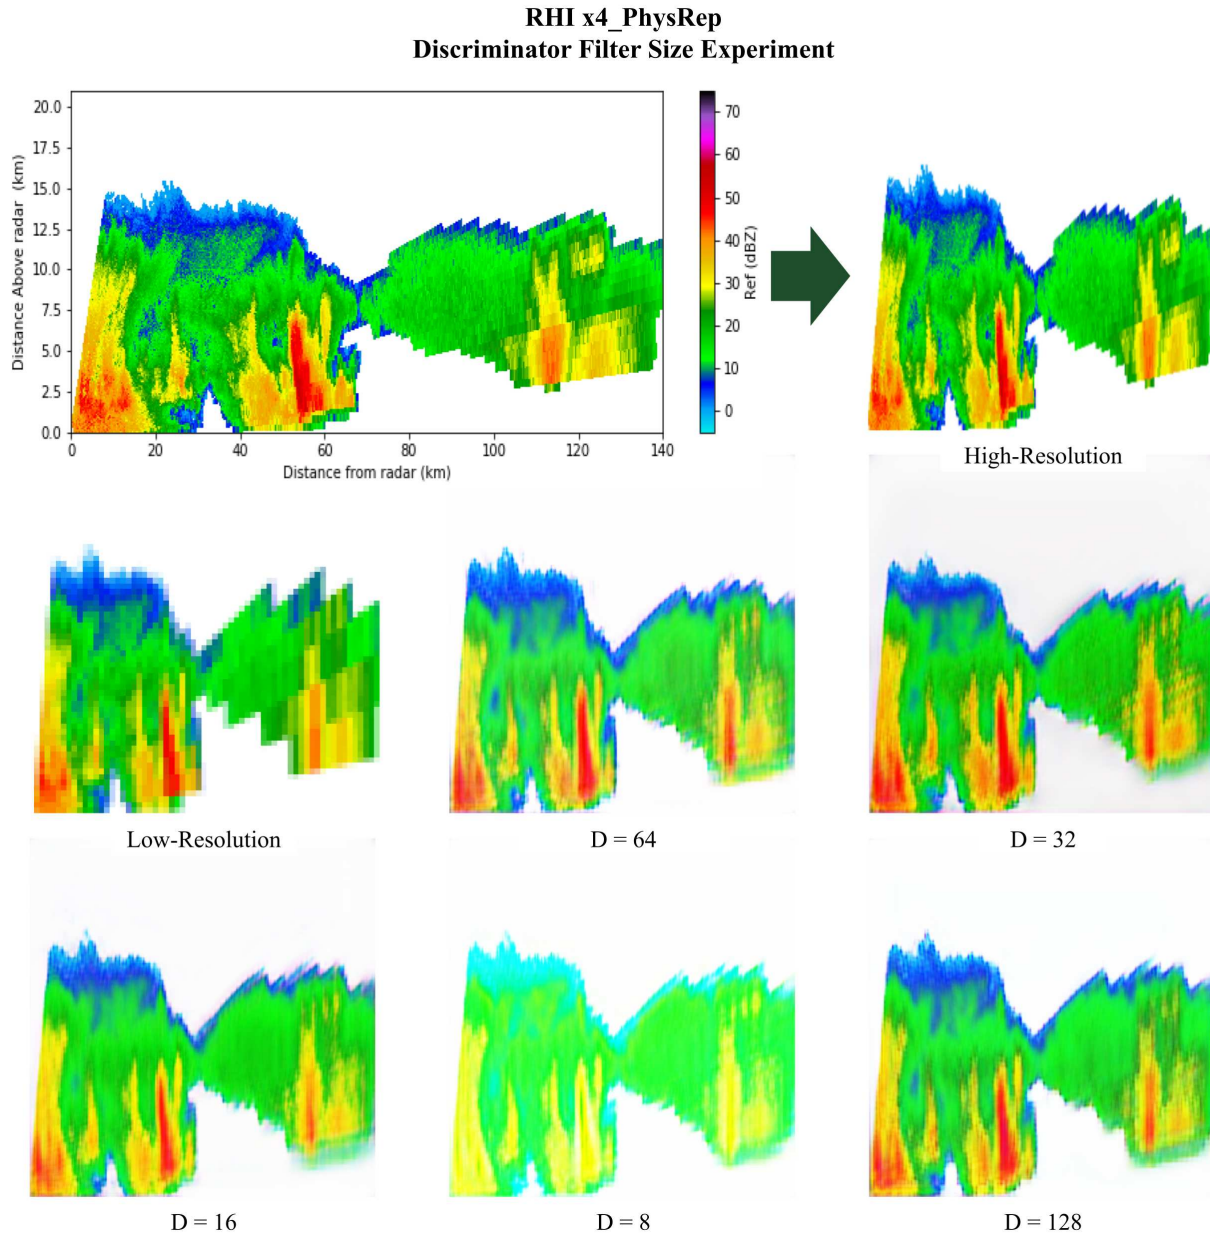 RHI x4_PhysRep
Discriminator Filter Size Experiment
Distance Above radar (km)
20.0
17.5
15.0
12.5
10.0
7.5
5.0
2.5
0.0
0 20 40 60 80 100 120 140
Distance from radar (km)
70
60
50
40
30
20
10
0
Ref (dBZ)
High-Resolution
Low-Resolution
D = 64
D = 32
D = 16
D = 8
D = 128